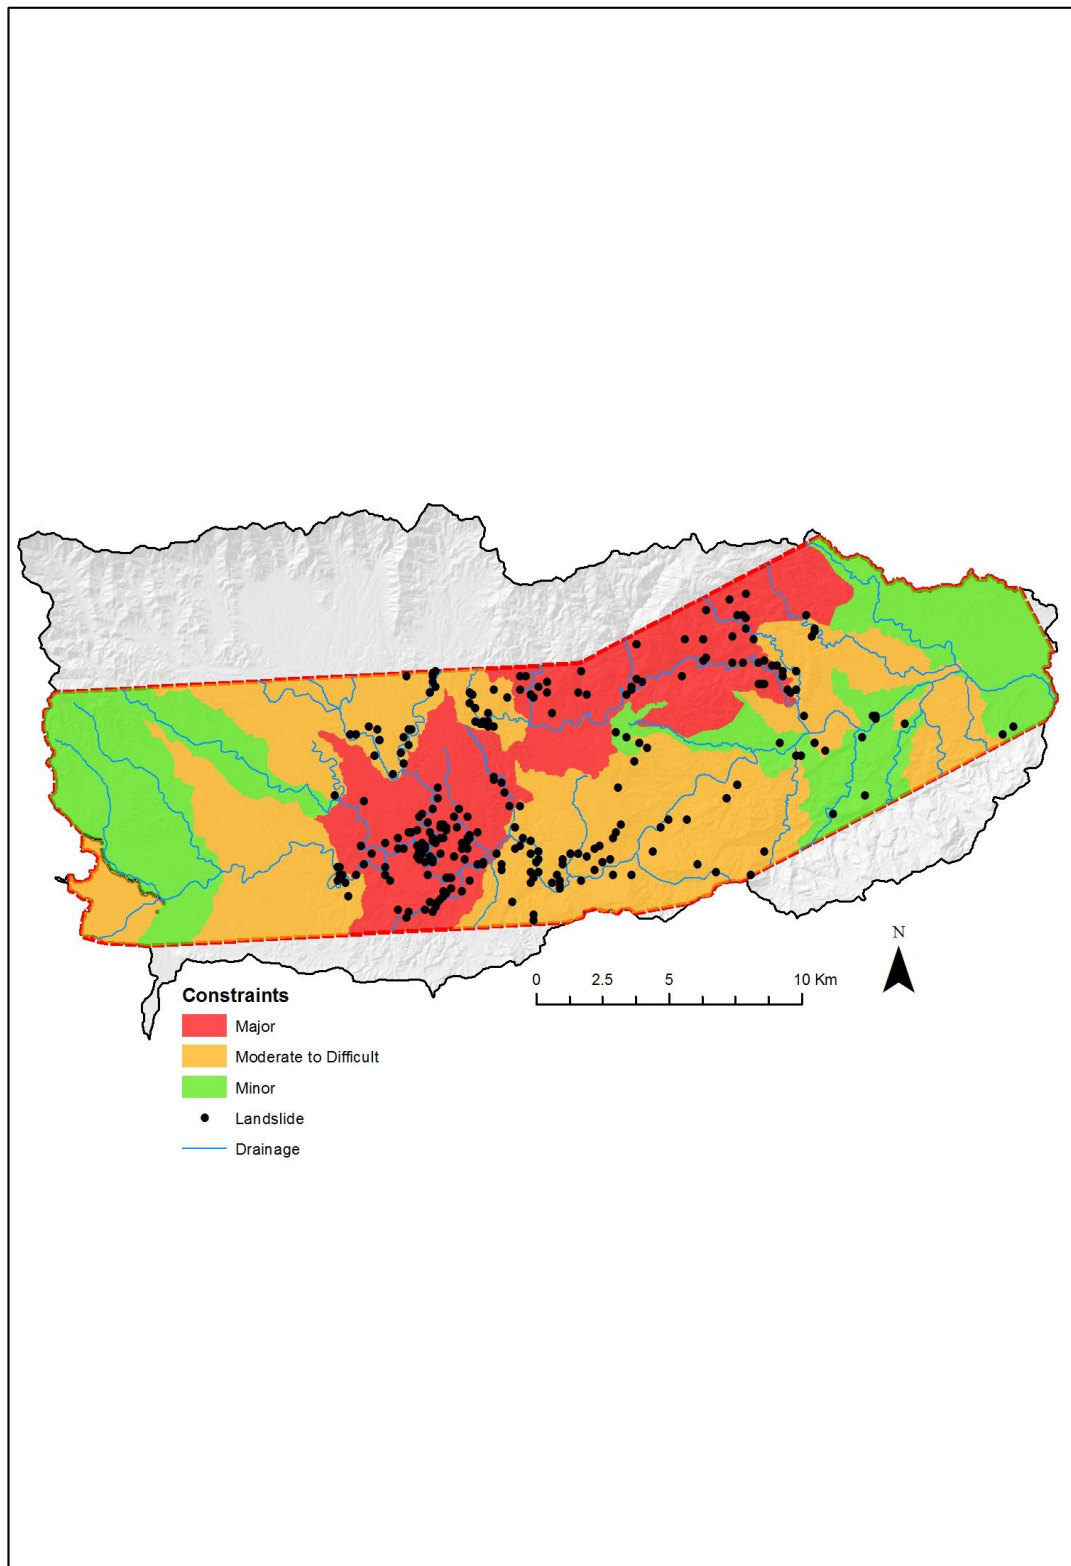 N
0 2.5 5 10 Km
Constraints
Major
Moderate to Difficult
Minor
Landslide
Drainage